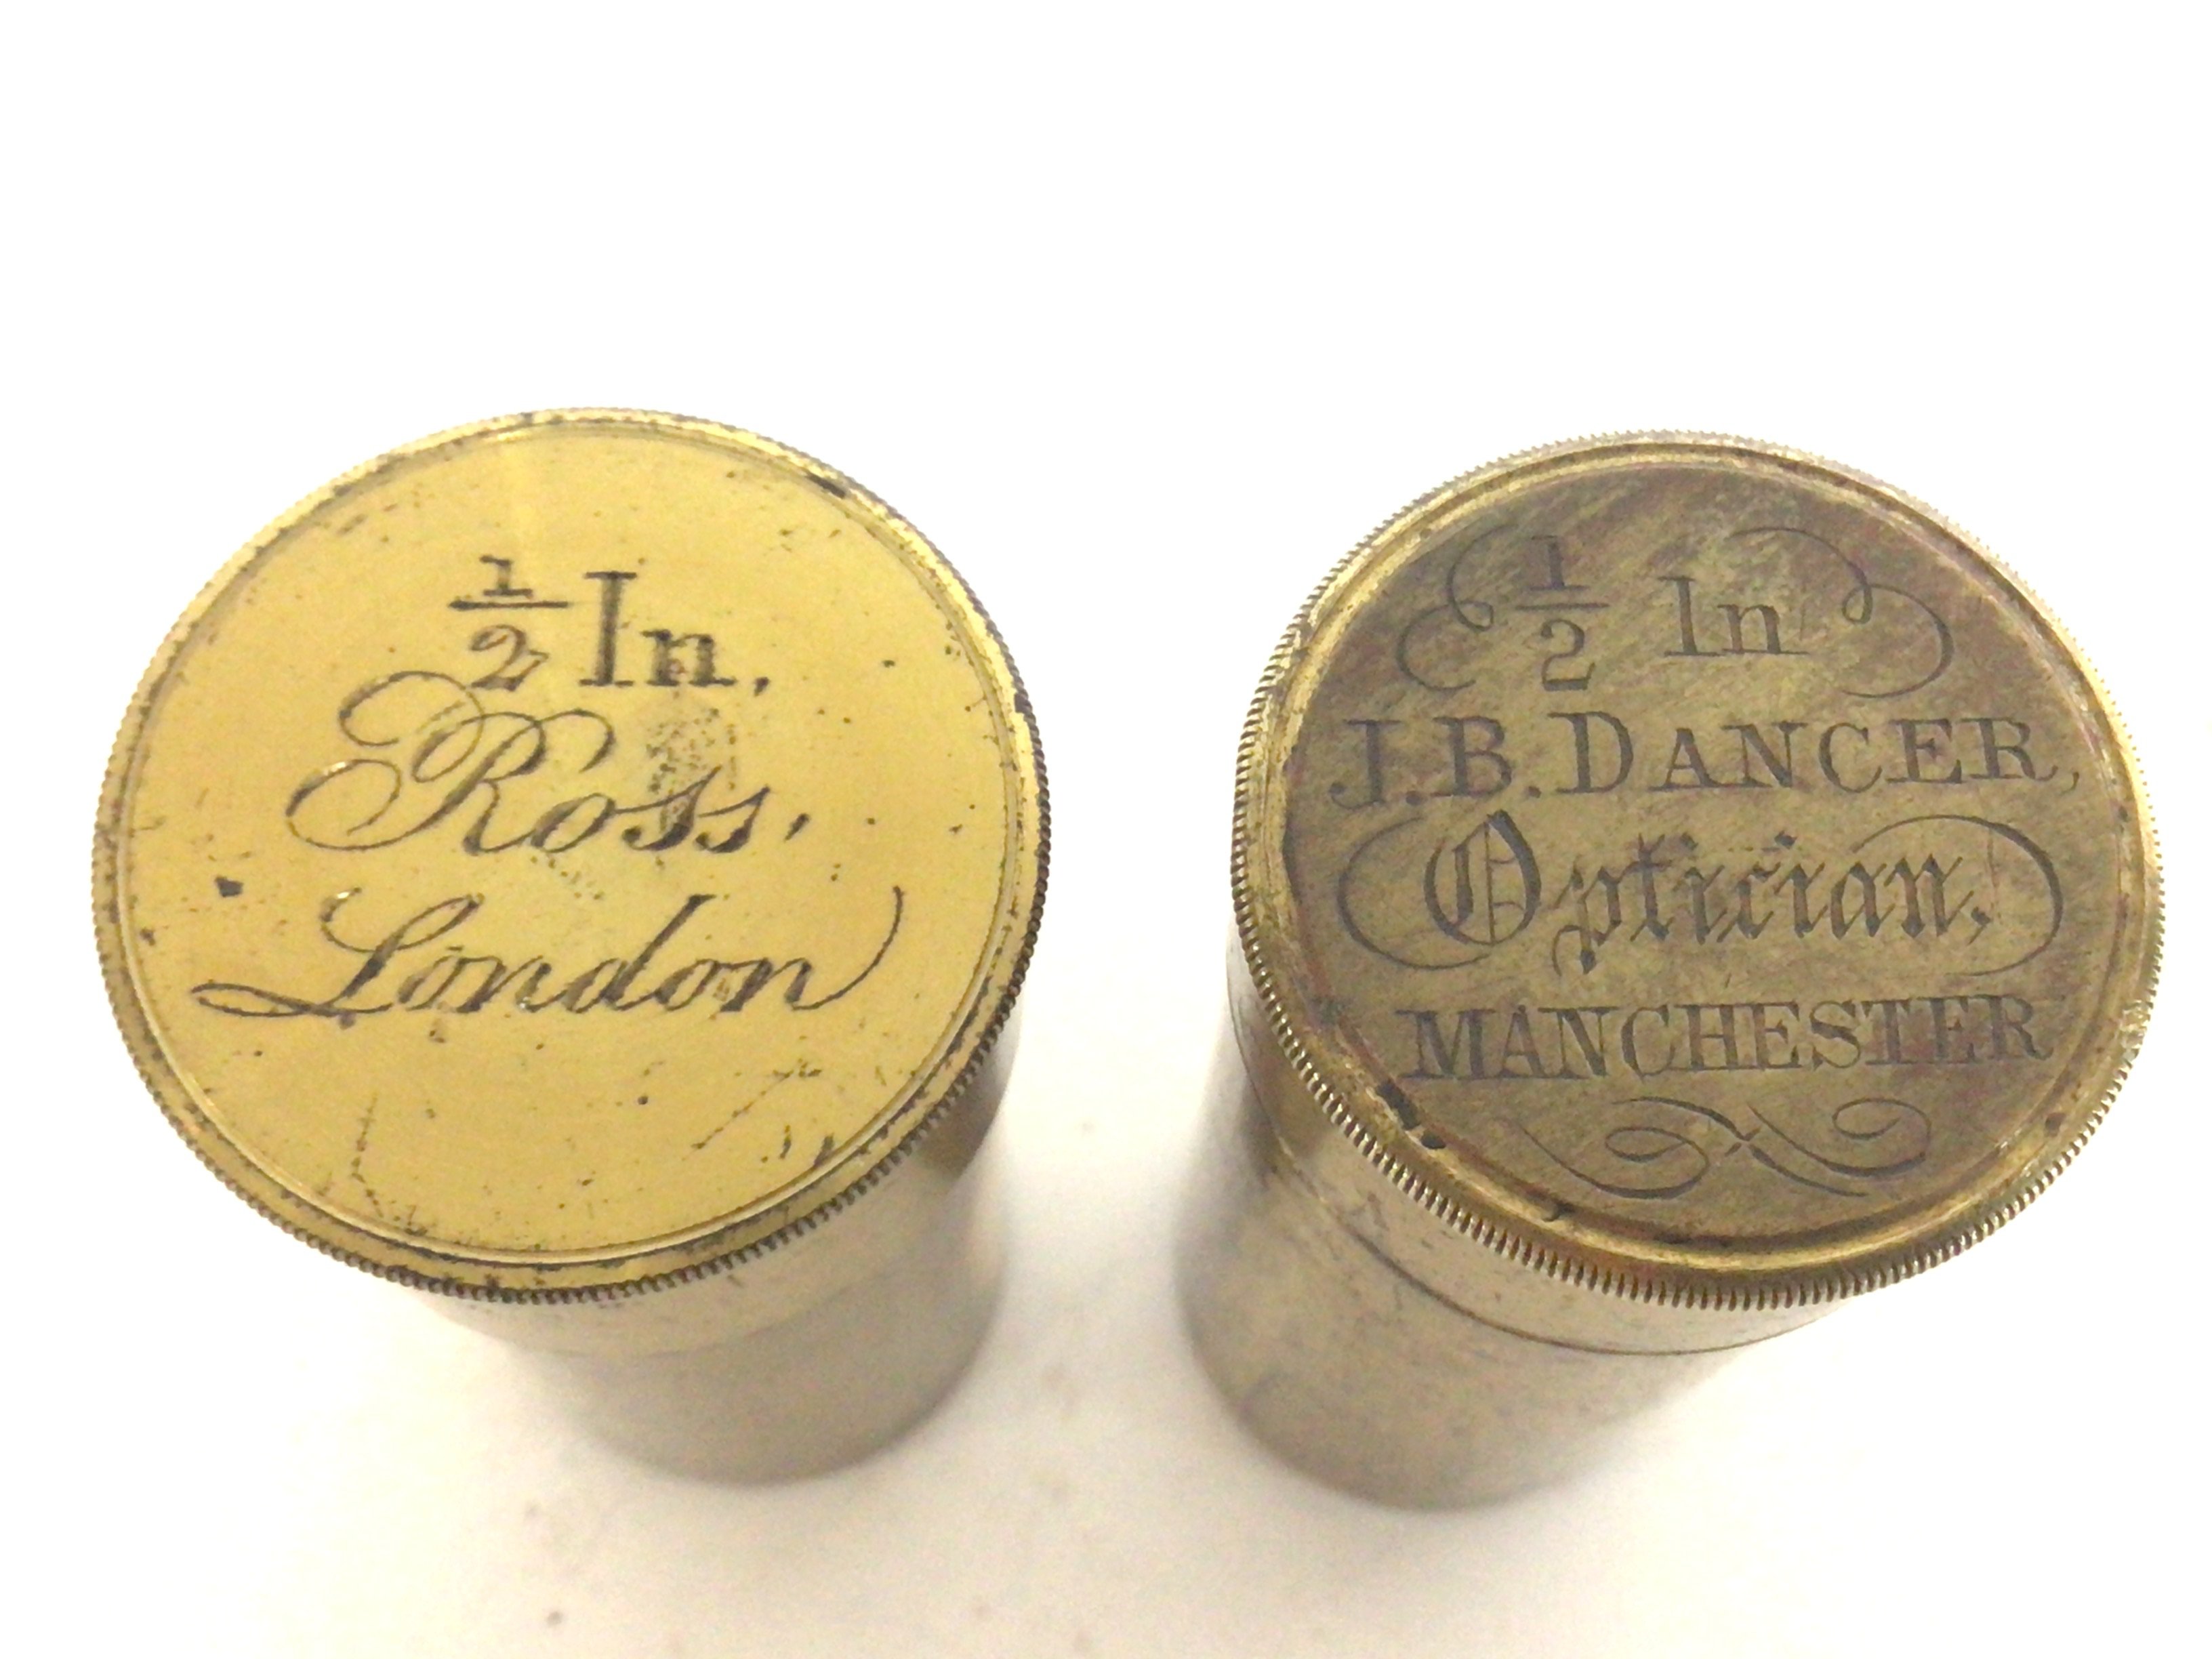 ½ In,
Ross,
London
½ In
J.B. DANCER,
Optician,
MANCHESTER